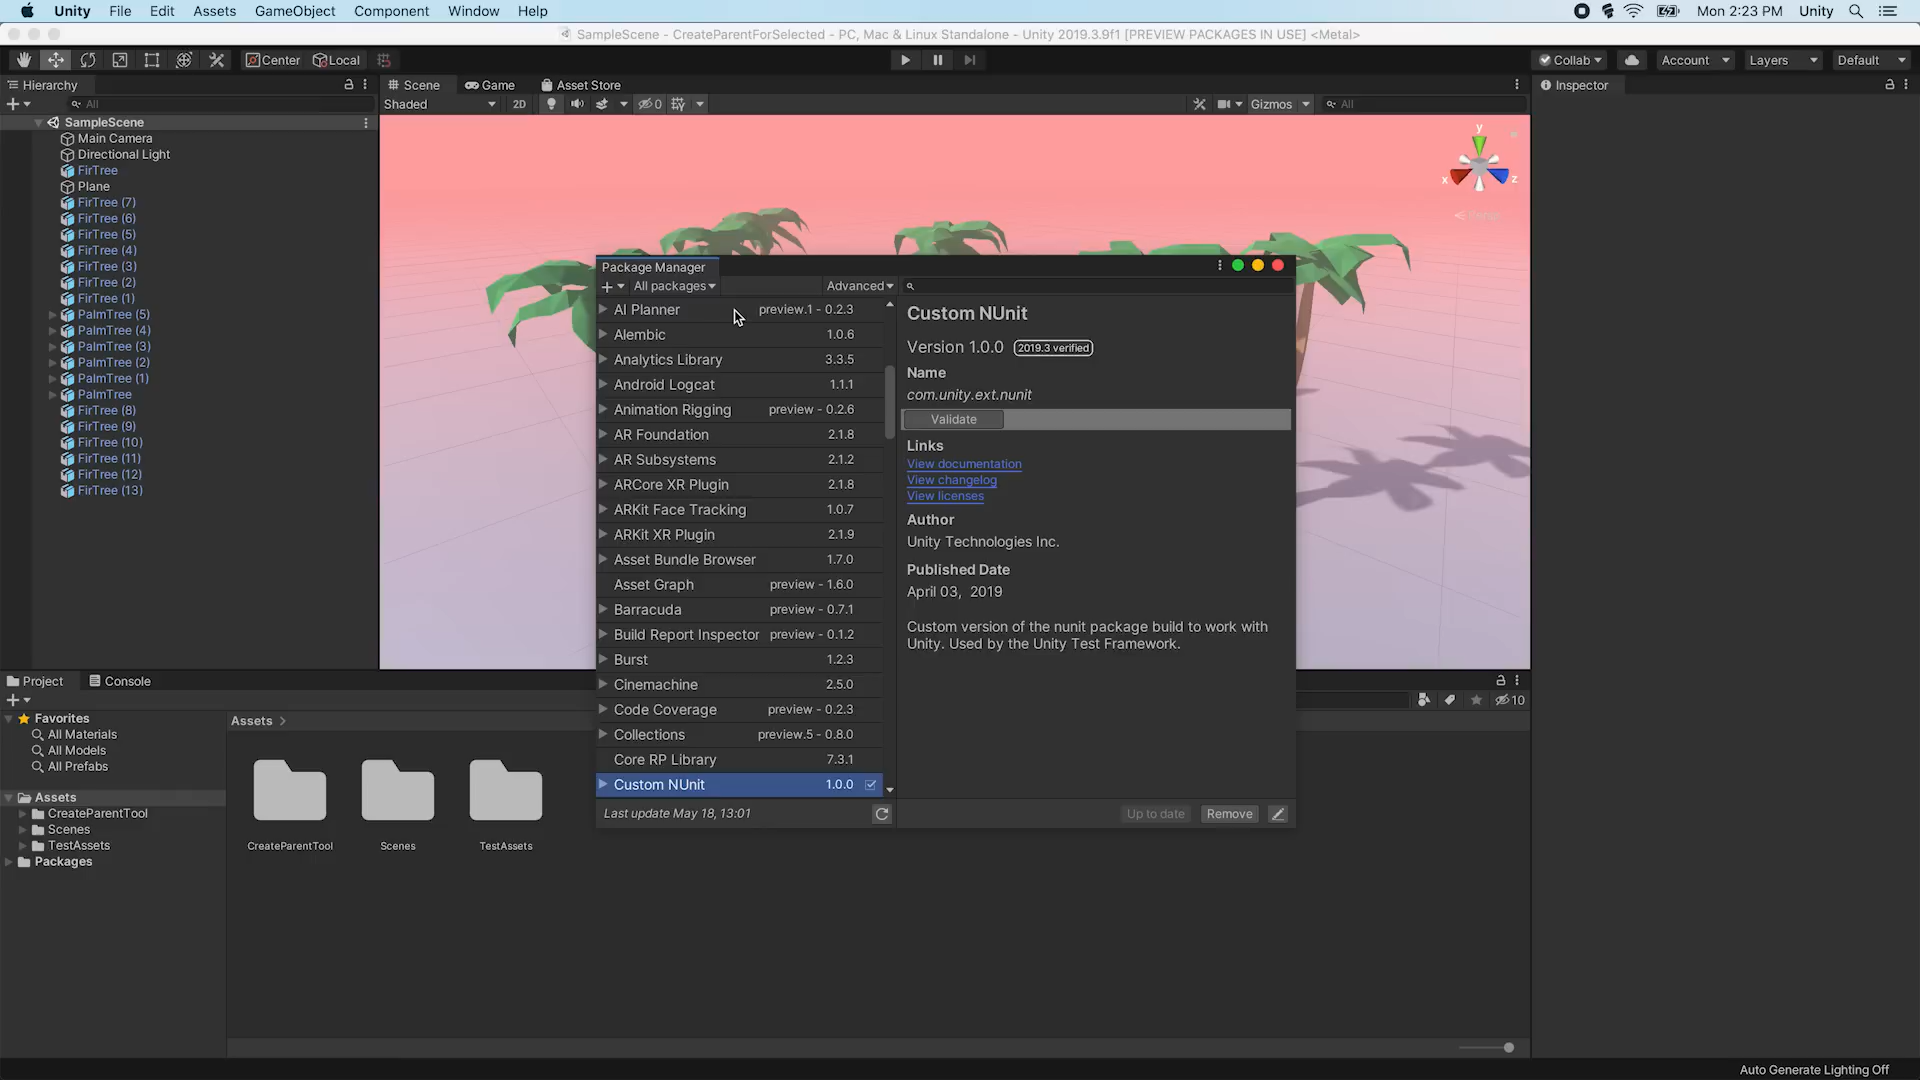 Unity File Edit Assets GameObject Component Window Help Mon 2:23 PM Unity
SampleScene - CreateParentForSelected - PC, Mac & Linux Standalone - Unity 2019.3.9f1 [PREVIEW PACKAGES IN USE] <Metal>
Center Local Collab Account Layers Default
Hierarchy
All
SampleScene
Main Camera
Directional Light
FirTree
Plane
FirTree (7)
FirTree (6)
FirTree (5)
FirTree (4)
FirTree (3)
FirTree (2)
FirTree (1)
PalmTree (5)
PalmTree (4)
PalmTree (3)
PalmTree (2)
PalmTree (1)
PalmTree
FirTree (8)
FirTree (9)
FirTree (10)
FirTree (11)
FirTree (12)
FirTree (13)
Scene Game Asset Store
Shaded 2D 0 Gizmos All
y
x z
Persp
Inspector
Package Manager
All packages Advanced
AI Planner preview.1 - 0.2.3
Alembic 1.0.6
Analytics Library 3.3.5
Android Logcat 1.1.1
Animation Rigging preview - 0.2.6
AR Foundation 2.1.8
AR Subsystems 2.1.2
ARCore XR Plugin 2.1.8
ARKit Face Tracking 1.0.7
ARKit XR Plugin 2.1.9
Asset Bundle Browser 1.7.0
Asset Graph preview - 1.6.0
Barracuda preview - 0.7.1
Build Report Inspector preview - 0.1.2
Burst 1.2.3
Cinemachine 2.5.0
Code Coverage preview - 0.2.3
Collections preview.5 - 0.8.0
Core RP Library 7.3.1
Custom NUnit 1.0.0
Last update May 18, 13:01
Custom NUnit
Version 1.0.0 2019.3 verified
Name
com.unity.ext.nunit
Validate
Links
View documentation
View changelog
View licenses
Author
Unity Technologies Inc.
Published Date
April 03, 2019
Custom version of the nunit package build to work with
Unity. Used by the Unity Test Framework.
Up to date Remove
Project Console
10
Favorites
All Materials
All Models
All Prefabs
Assets
CreateParentTool
Scenes
TestAssets
Packages
Assets
CreateParentTool Scenes TestAssets
Auto Generate Lighting Off